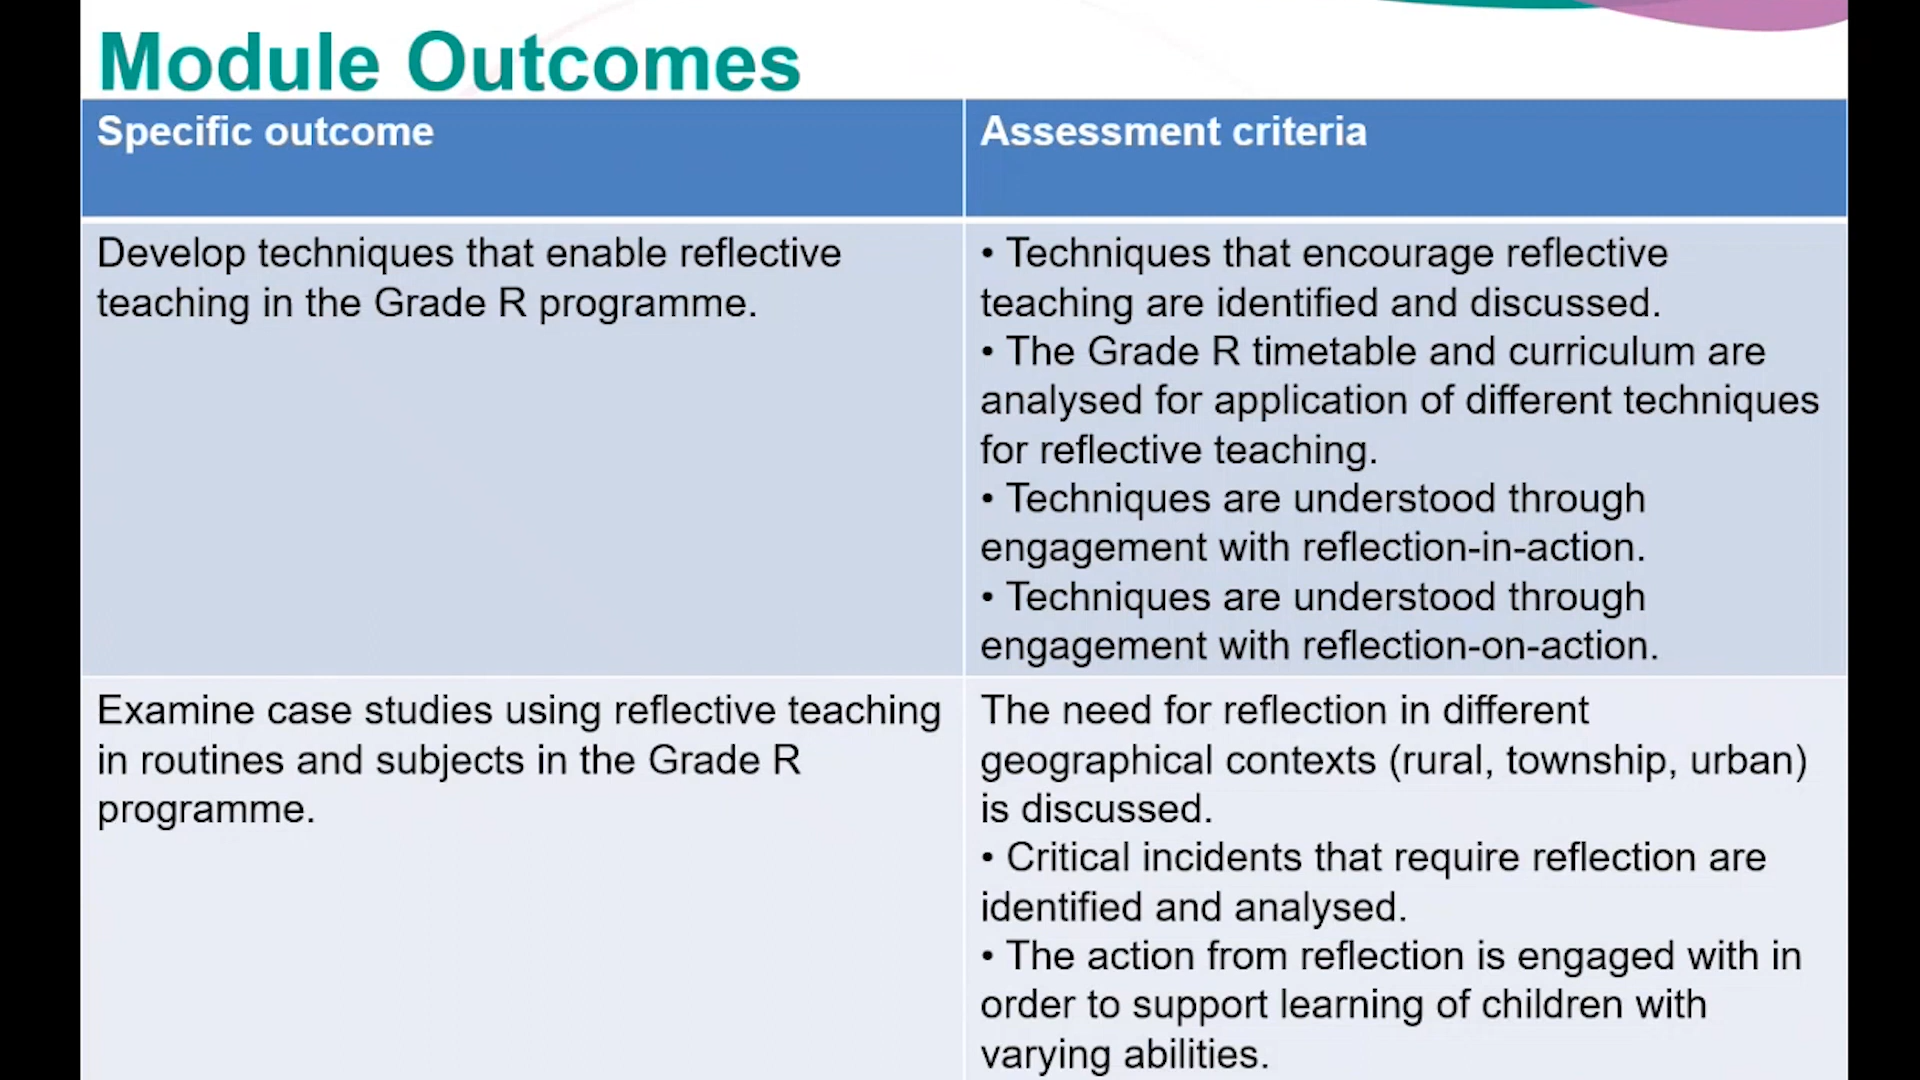 Module Outcomes
Specific outcome
Assessment criteria
Develop techniques that enable reflective
teaching in the Grade R programme.
• Techniques that encourage reflective
teaching are identified and discussed.
• The Grade R timetable and curriculum are
analysed for application of different techniques
for reflective teaching.
• Techniques are understood through
engagement with reflection-in-action.
• Techniques are understood through
engagement with reflection-on-action.
Examine case studies using reflective teaching
in routines and subjects in the Grade R
programme.
The need for reflection in different
geographical contexts (rural, township, urban)
is discussed.
• Critical incidents that require reflection are
identified and analysed.
• The action from reflection is engaged with in
order to support learning of children with
varying abilities.